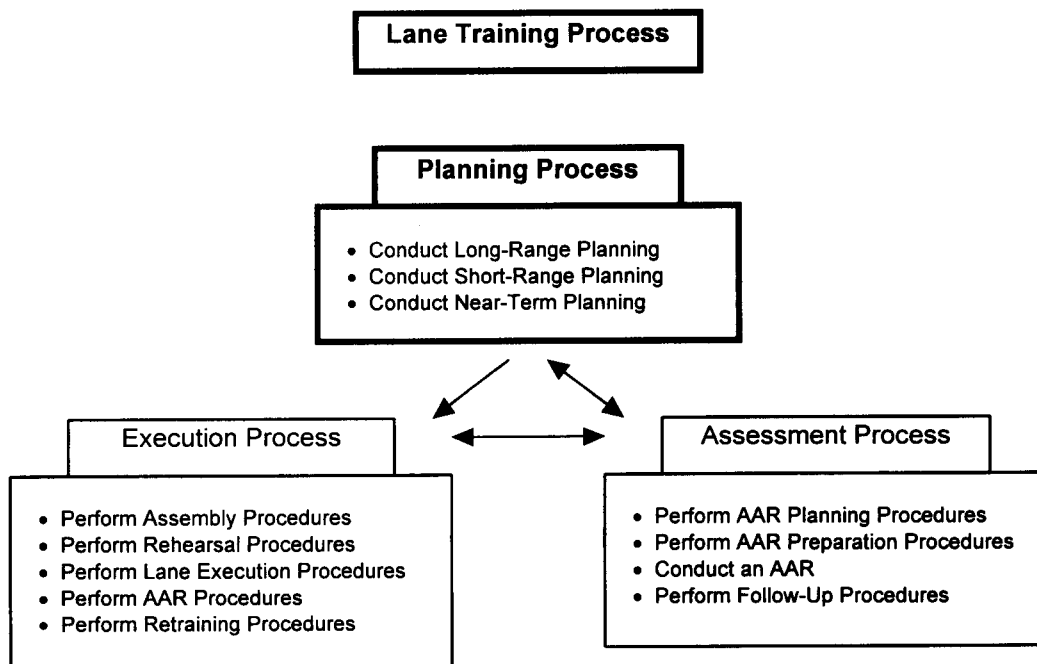 Lane Training Process
Planning Process
• Conduct Long-Range Planning
• Conduct Short-Range Planning
• Conduct Near-Term Planning
Execution Process
• Perform Assembly Procedures
• Perform Rehearsal Procedures
• Perform Lane Execution Procedures
• Perform AAR Procedures
• Perform Retraining Procedures
Assessment Process
• Perform AAR Planning Procedures
• Perform AAR Preparation Procedures
• Conduct an AAR
• Perform Follow-Up Procedures